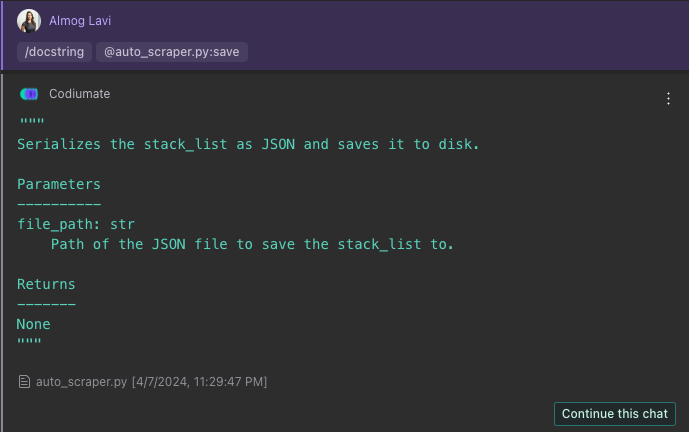 Almog Lavi
/docstring @auto_scraper.py:save
Codiumate
"""
Serializes the stack_list as JSON and saves it to disk.
Parameters
----------
file_path: str
    Path of the JSON file to save the stack_list to.
Returns
-------
None
"""
auto_scraper.py [4/7/2024, 11:29:47 PM]
Continue this chat